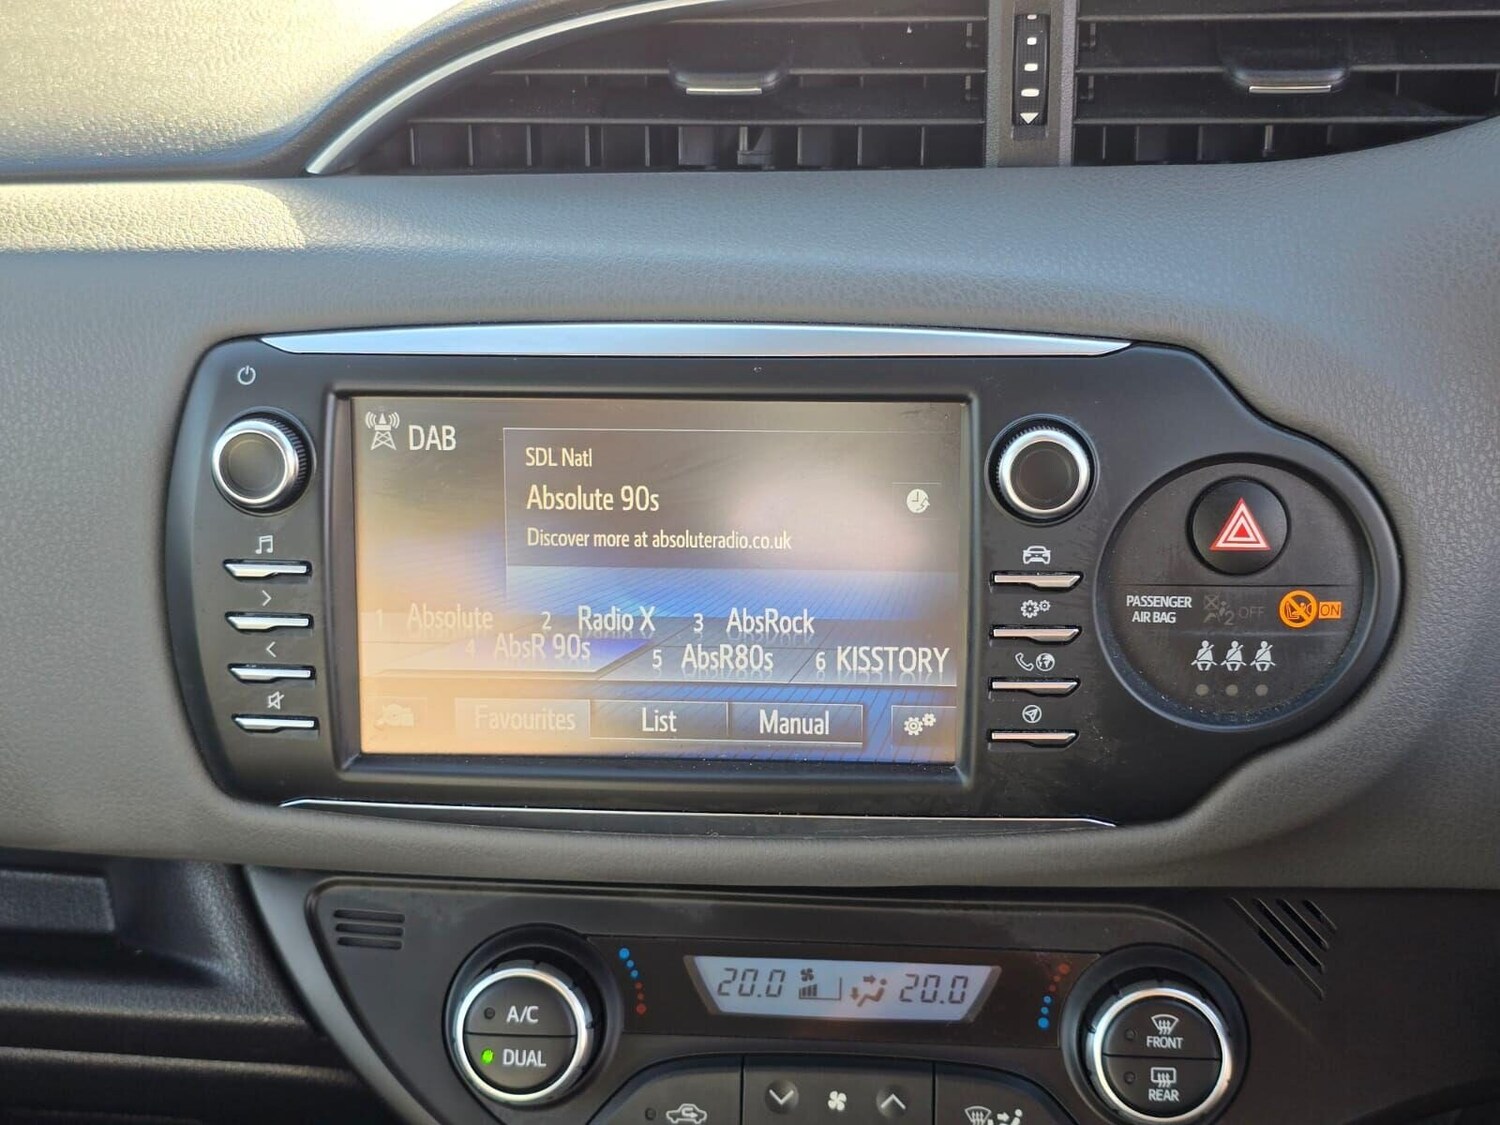 DAB
SDL Natl
Absolute 90s
Discover more at absoluteradio.co.uk
1 Absolute 2 Radio X 3 AbsRock
4 AbsR 90s 5 AbsR80s 6 KISSTORY
Favourites List Manual
PASSENGER
AIR BAG
2 OFF
ON
20.0 20.0
A/C
DUAL
FRONT
REAR